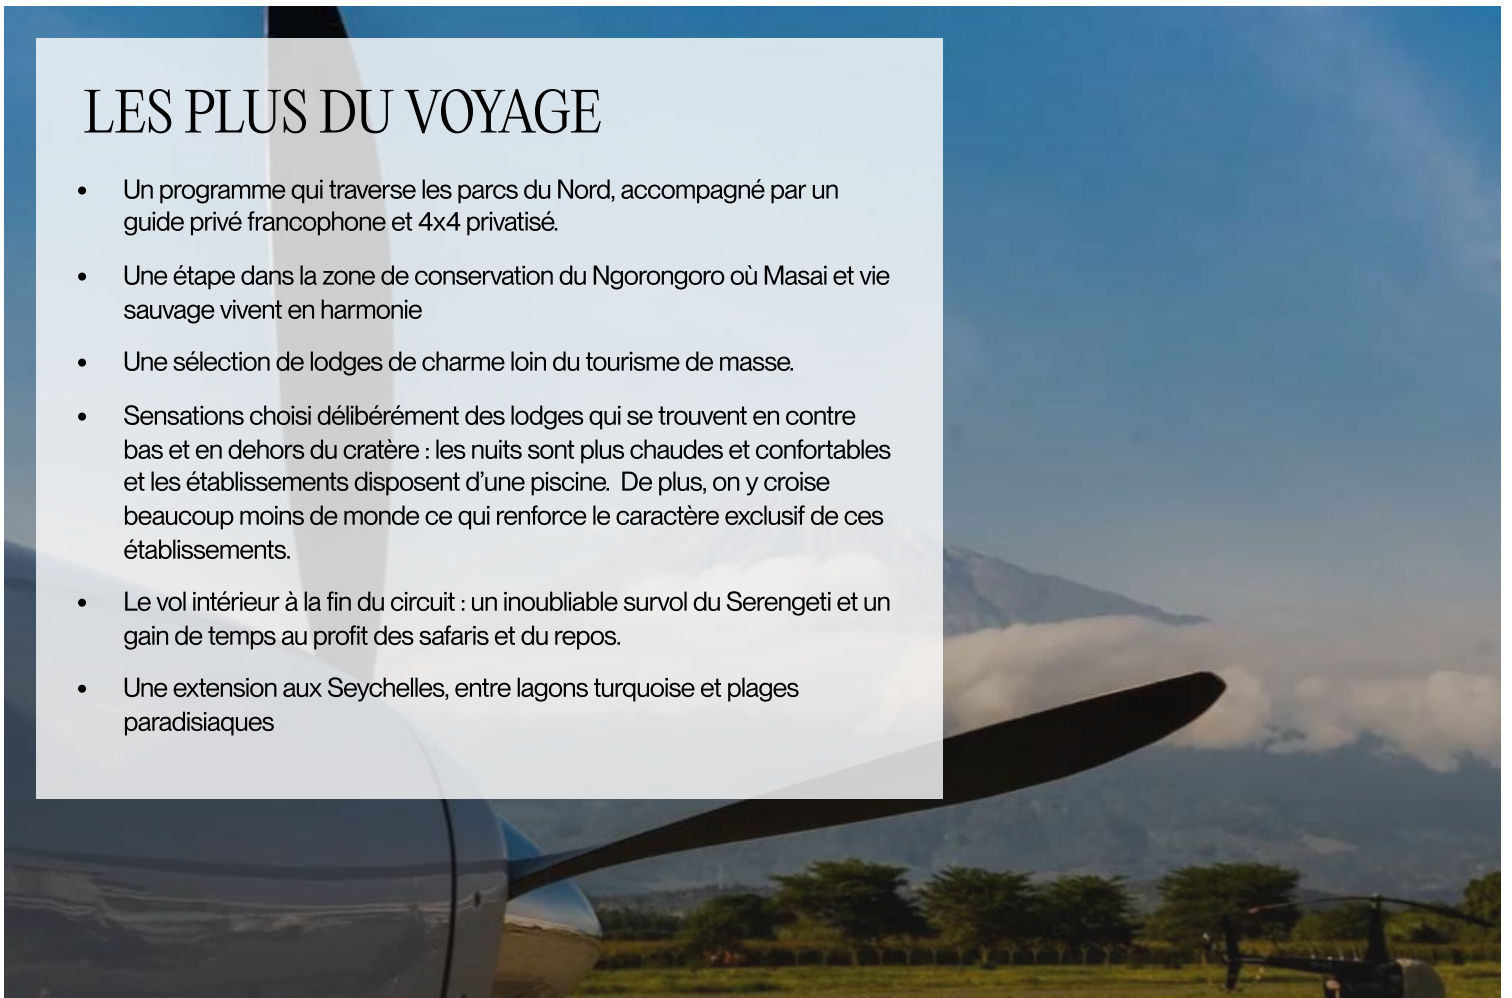 LES PLUS DU VOYAGE
• Un programme qui traverse les parcs du Nord, accompagné par un
guide privé francophone et 4x4 privatisé.
• Une étape dans la zone de conservation du Ngorongoro où Masai et vie
sauvage vivent en harmonie
• Une sélection de lodges de charme loin du tourisme de masse.
• Sensations choisi délibérément des lodges qui se trouvent en contre
bas et en dehors du cratère : les nuits sont plus chaudes et confortables
et les établissements disposent d’une piscine.  De plus, on y croise
beaucoup moins de monde ce qui renforce le caractère exclusif de ces
établissements.
• Le vol intérieur à la fin du circuit : un inoubliable survol du Serengeti et un
gain de temps au profit des safaris et du repos.
• Une extension aux Seychelles, entre lagons turquoise et plages
paradisiaques